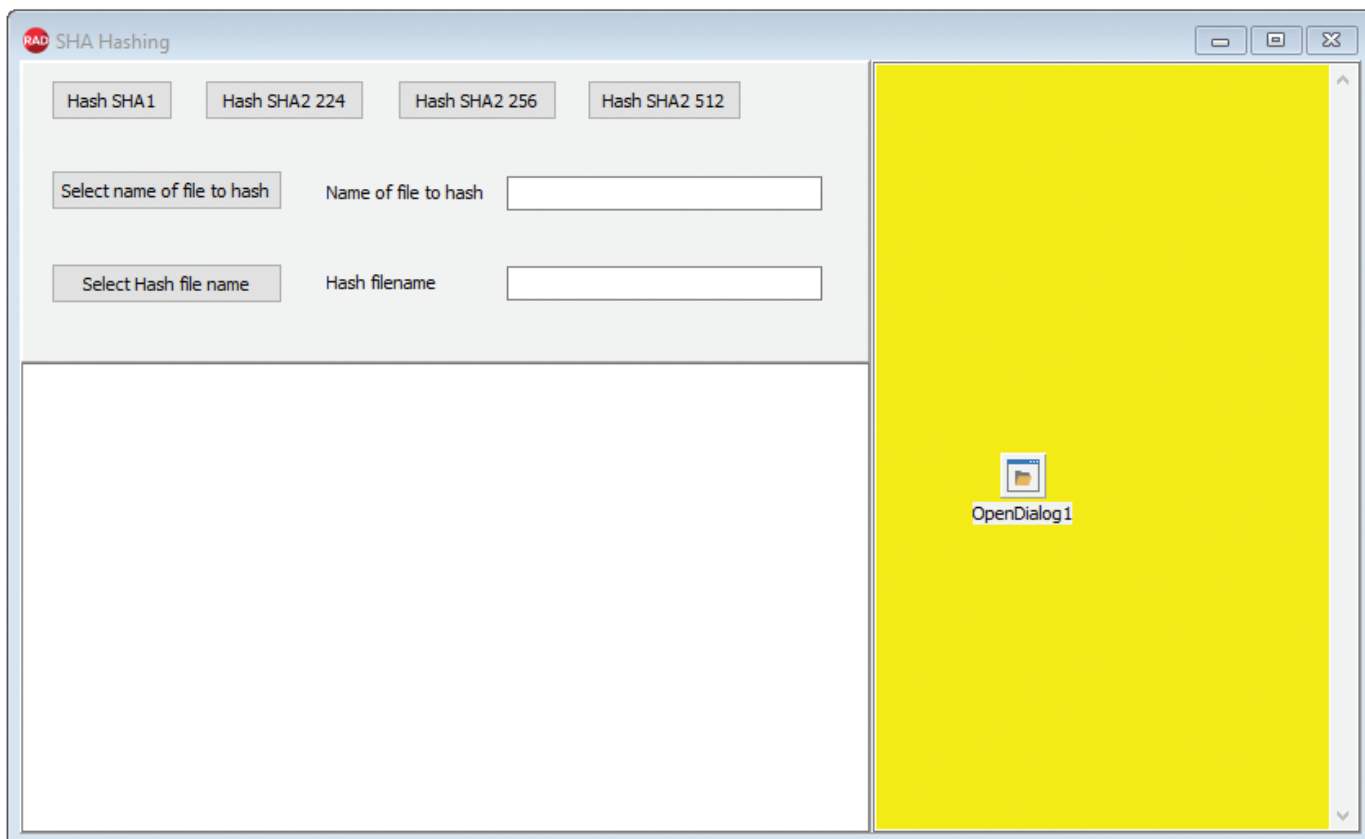 RAD SHA Hashing
Hash SHA1 Hash SHA2 224 Hash SHA2 256 Hash SHA2 512
Select name of file to hash Name of file to hash
Select Hash file name Hash filename
OpenDialog1